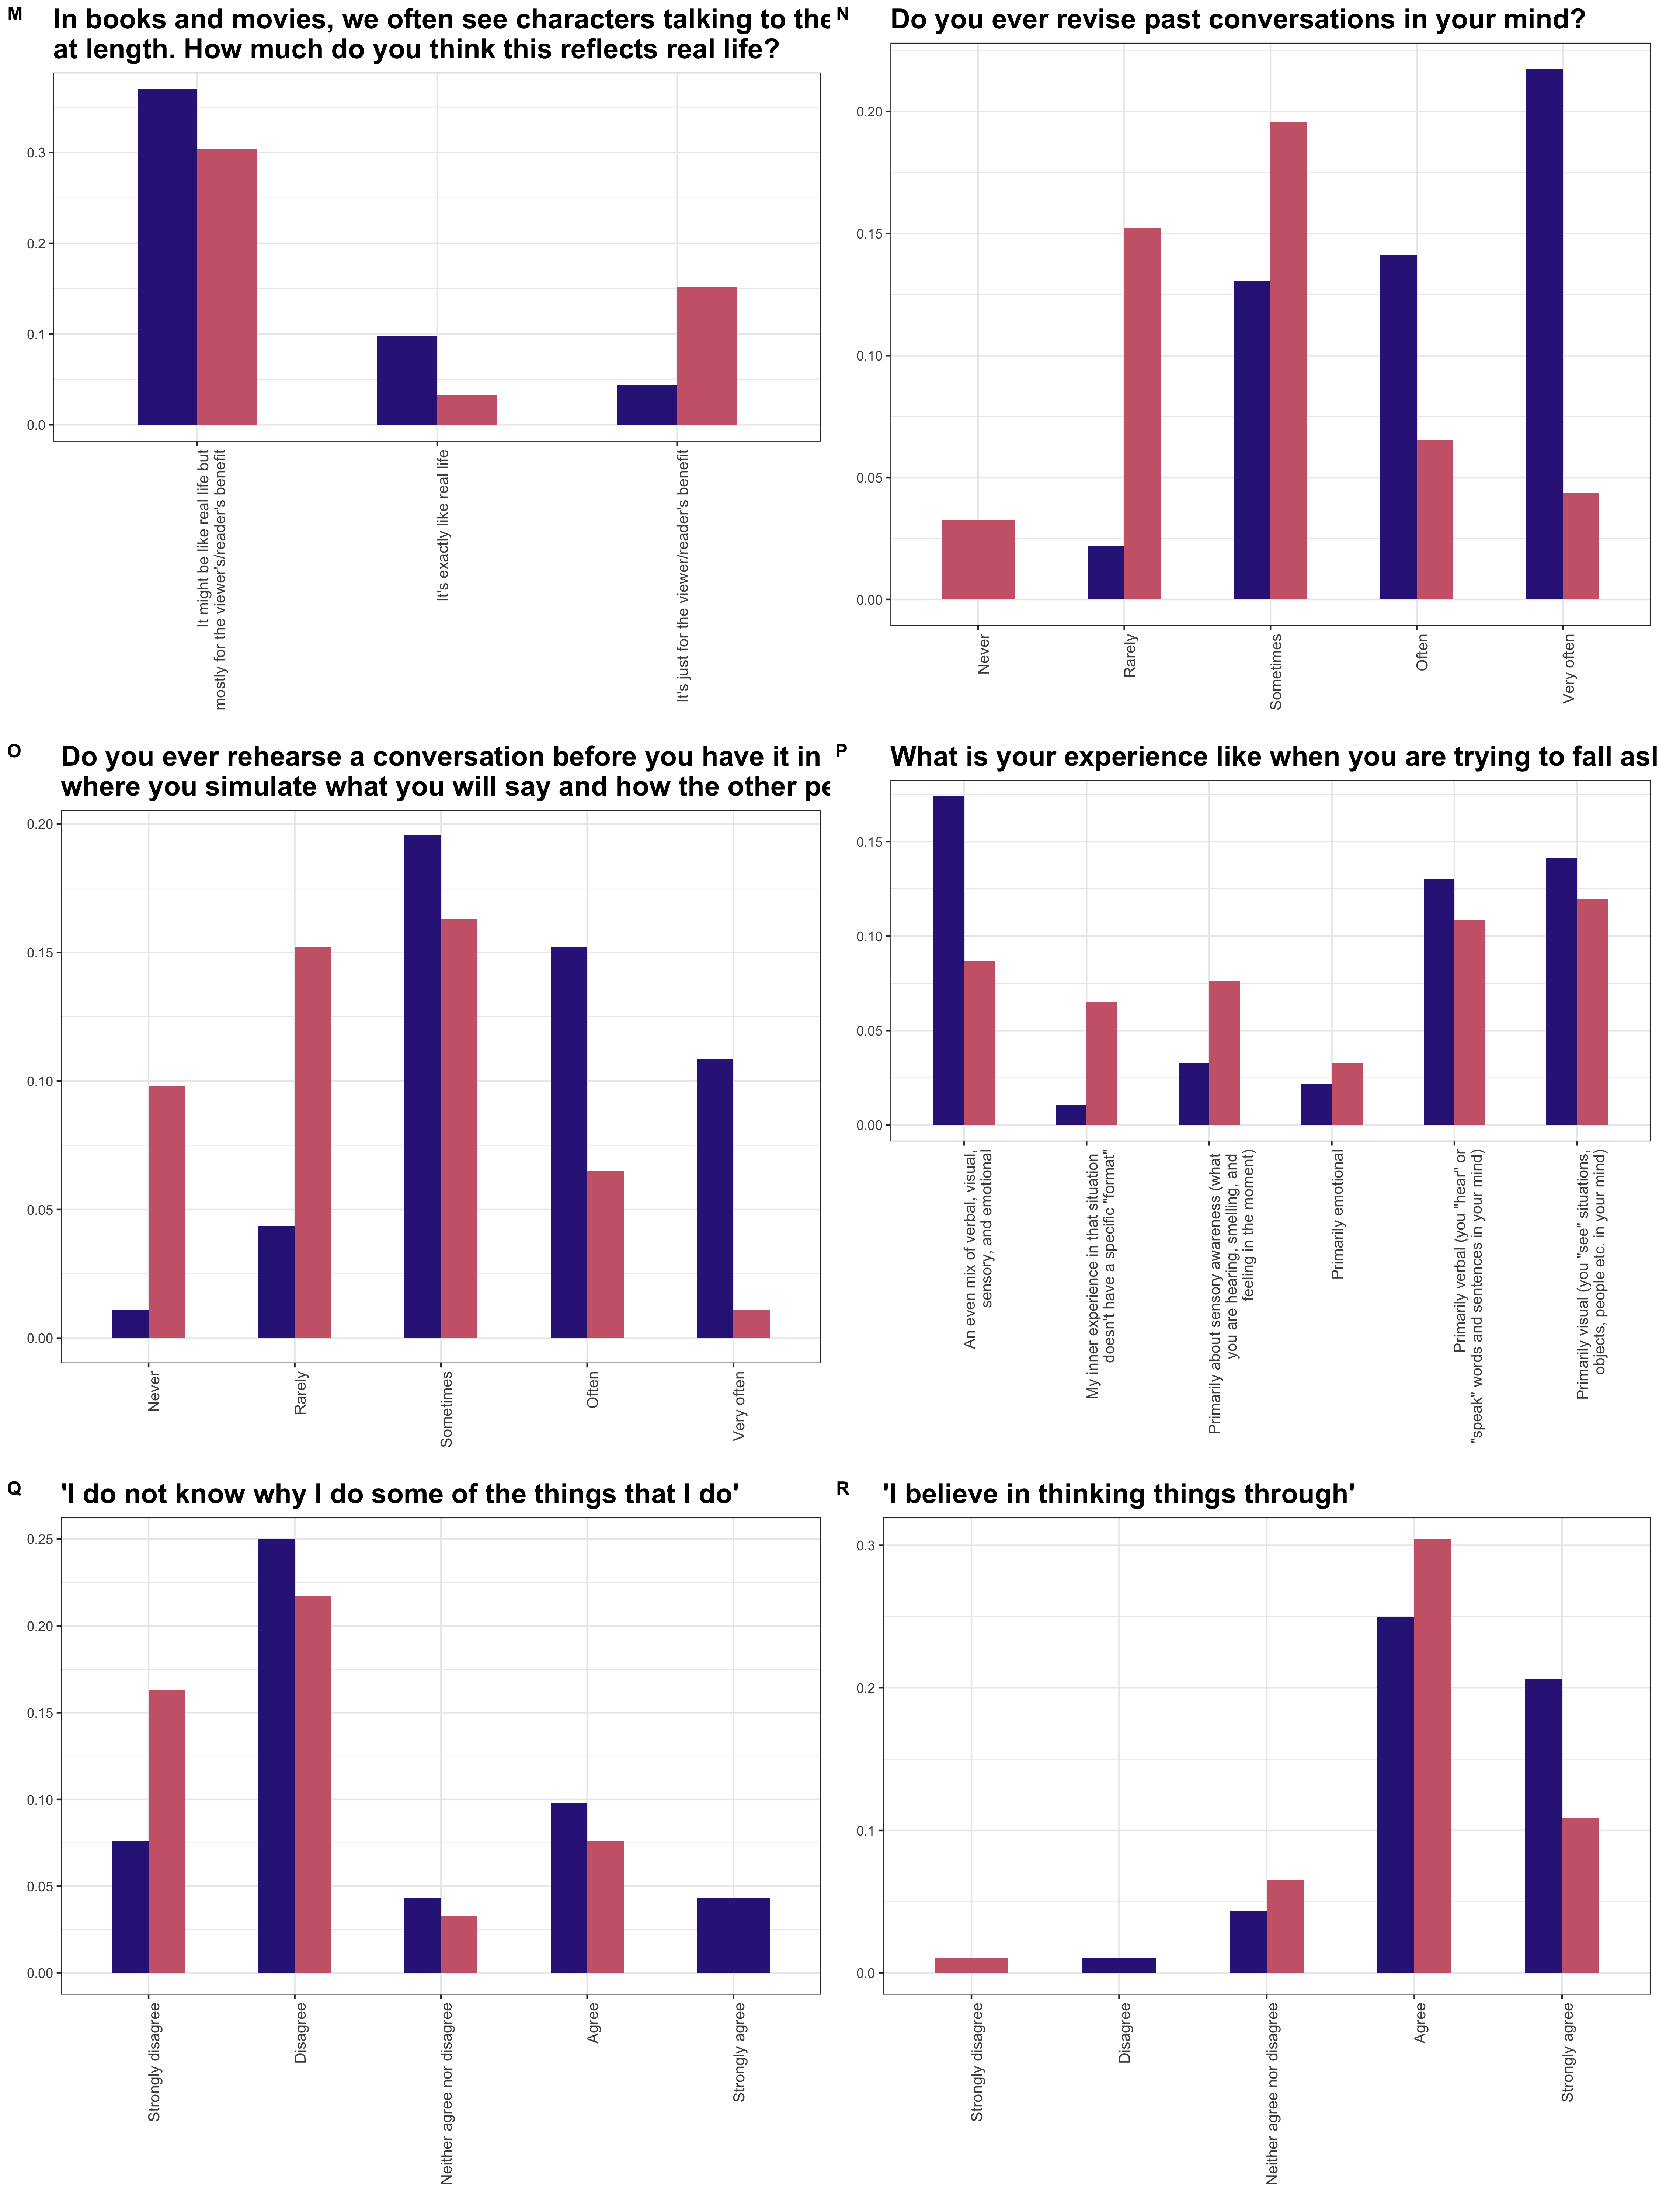 M
In books and movies, we often see characters talking to
at length. How much do you think this reflects real life?
0.3
0.2
0.1
0.0
It might be like real life but
mostly for the viewer's/reader's benefit
It's exactly like real life
It's just for the viewer/reader's benefit
N
Do you ever revise past conversations in your mind?
0.20
0.15
0.10
0.05
0.00
Never
Rarely
Sometimes
Often
Very often
O
Do you ever rehearse a conversation before you have it in
where you simulate what you will say and how the other
0.20
0.15
0.10
0.05
0.00
Never
Rarely
Sometimes
Often
Very often
P
What is your experience like when you are trying to fall
0.15
0.10
0.05
0.00
An even mix of verbal, visual,
sensory, and emotional
My inner experience in that situation
doesn't have a specific "format"
Primarily about sensory awareness (what
you are hearing, smelling, and
feeling in the moment)
Primarily emotional
Primarily verbal (you "hear" or
"speak" words and sentences in your mind)
Primarily visual (you "see" situations,
objects, people etc. in your mind)
Q
'I do not know why I do some of the things that I do'
0.25
0.20
0.15
0.10
0.05
0.00
Strongly disagree
Disagree
Neither agree nor disagree
Agree
Strongly agree
R
'I believe in thinking things through'
0.3
0.2
0.1
0.0
Strongly disagree
Disagree
Neither agree nor disagree
Agree
Strongly agree